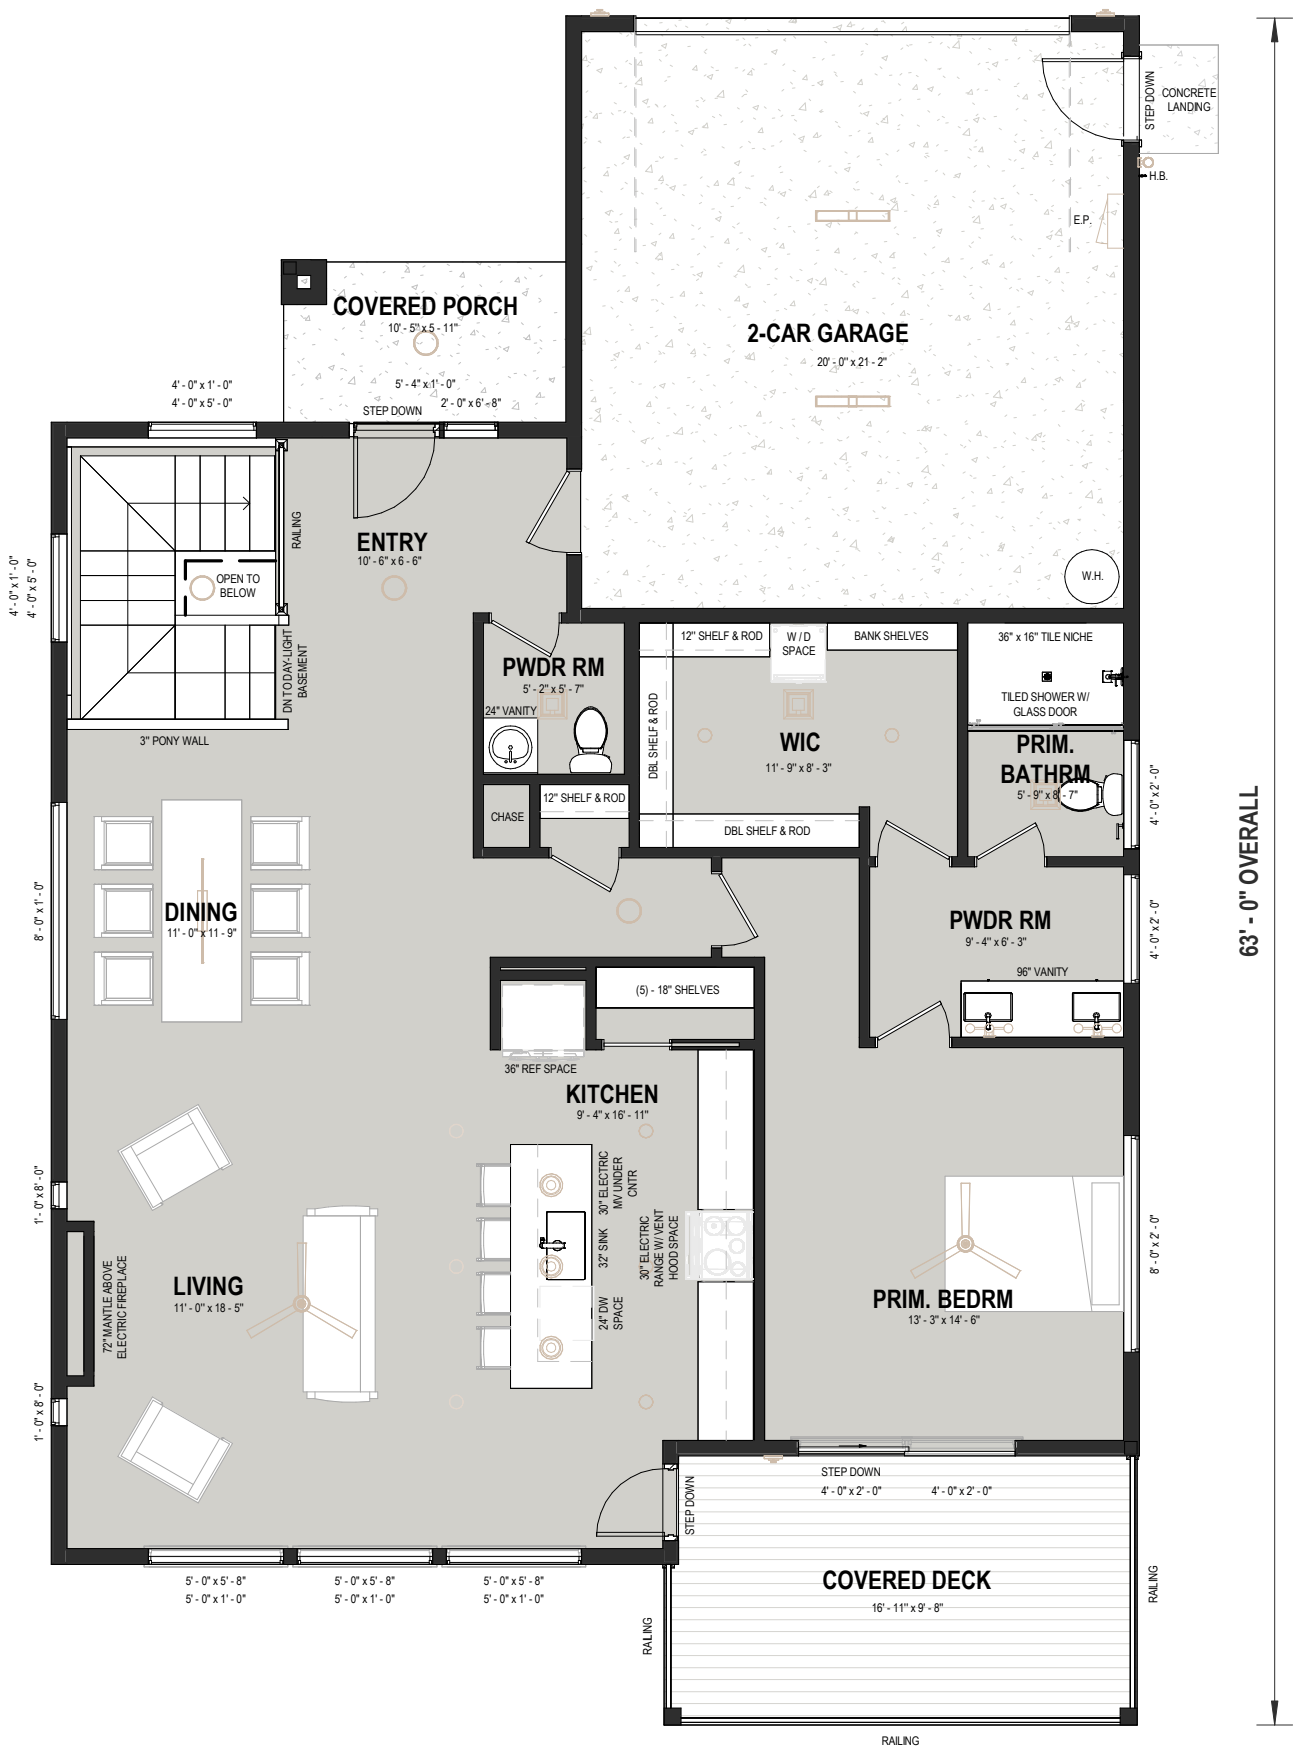 STEP DOWN
CONCRETE
LANDING
H.B.
E.P.
COVERED PORCH
10' - 5" x 5 - 11"
2-CAR GARAGE
20' - 0" x 21 - 2"
4' - 0" x 1' - 0"
4' - 0" x 5' - 0"
5' - 4" x 1' - 0"
2' - 0" x 6' - 8"
STEP DOWN
RAILING
ENTRY
10' - 6" x 6 - 6"
4' - 0" x 1' - 0"
4' - 0" x 5' - 0"
OPEN TO
BELOW
W.H.
DN TO DAY-LIGHT
BASEMENT
3" PONY WALL
PWDR RM
5' - 2" x 5' - 7"
24" VANITY
12" SHELF & ROD
W / D
SPACE
BANK SHELVES
36" x 16" TILE NICHE
TILED SHOWER W/
GLASS DOOR
DBL SHELF & ROD
WIC
11' - 9" x 8' - 3"
PRIM.
BATHRM
5' - 9" x 8' - 7"
4' - 0" x 2' - 0"
CHASE
12" SHELF & ROD
DBL SHELF & ROD
63' - 0" OVERALL
8' - 0" x 1' - 0"
DINING
11' - 0" x 11 - 9"
PWDR RM
9' - 4" x 6' - 3"
4' - 0" x 2' - 0"
96" VANITY
(5) - 18" SHELVES
36" REF SPACE
KITCHEN
9' - 4" x 16' - 11"
1' - 0" x 8' - 0"
30" ELECTRIC
MV UNDER
CNTR
32" SINK
24" DW
SPACE
30" ELECTRIC
RANGE W/ VENT
HOOD SPACE
8' - 0" x 2' - 0"
72" MANTLE ABOVE
ELECTRIC FIREPLACE
LIVING
11' - 0" x 18 - 5"
PRIM. BEDRM
13' - 3" x 14' - 6"
1' - 0" x 8' - 0"
STEP DOWN
STEP DOWN
4' - 0" x 2' - 0"
4' - 0" x 2' - 0"
5' - 0" x 5' - 8"
5' - 0" x 1' - 0"
5' - 0" x 5' - 8"
5' - 0" x 1' - 0"
5' - 0" x 5' - 8"
5' - 0" x 1' - 0"
COVERED DECK
16' - 11" x 9' - 8"
RAILING
RAILING
RAILING